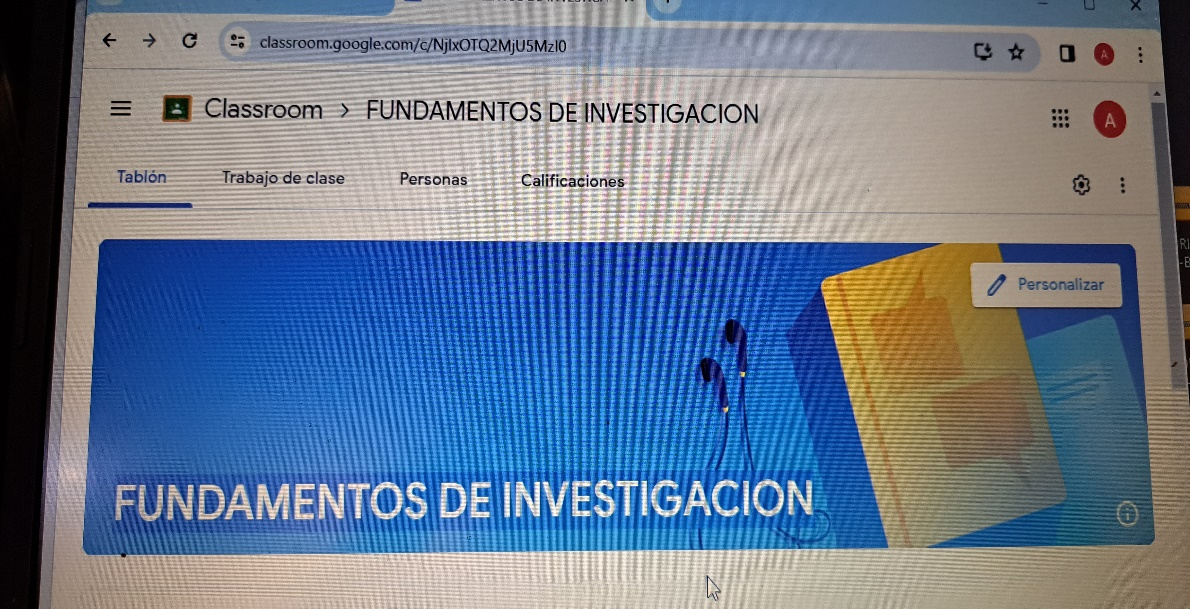 classroom.google.com/c/NjIxOTQ2MjU5MzI0
Classroom > FUNDAMENTOS DE INVESTIGACION
A
A
Tablón Trabajo de clase Personas Calificaciones
Personalizar
FUNDAMENTOS DE INVESTIGACION